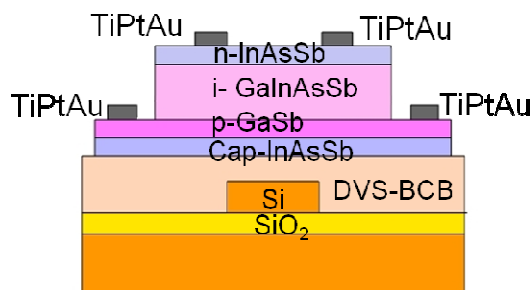 TiPtAu TiPtAu
n-InAsSb
i- GaInAsSb
TiPtAu TiPtAu
p-GaSb
Cap-InAsSb
DVS-BCB
Si
SiO2